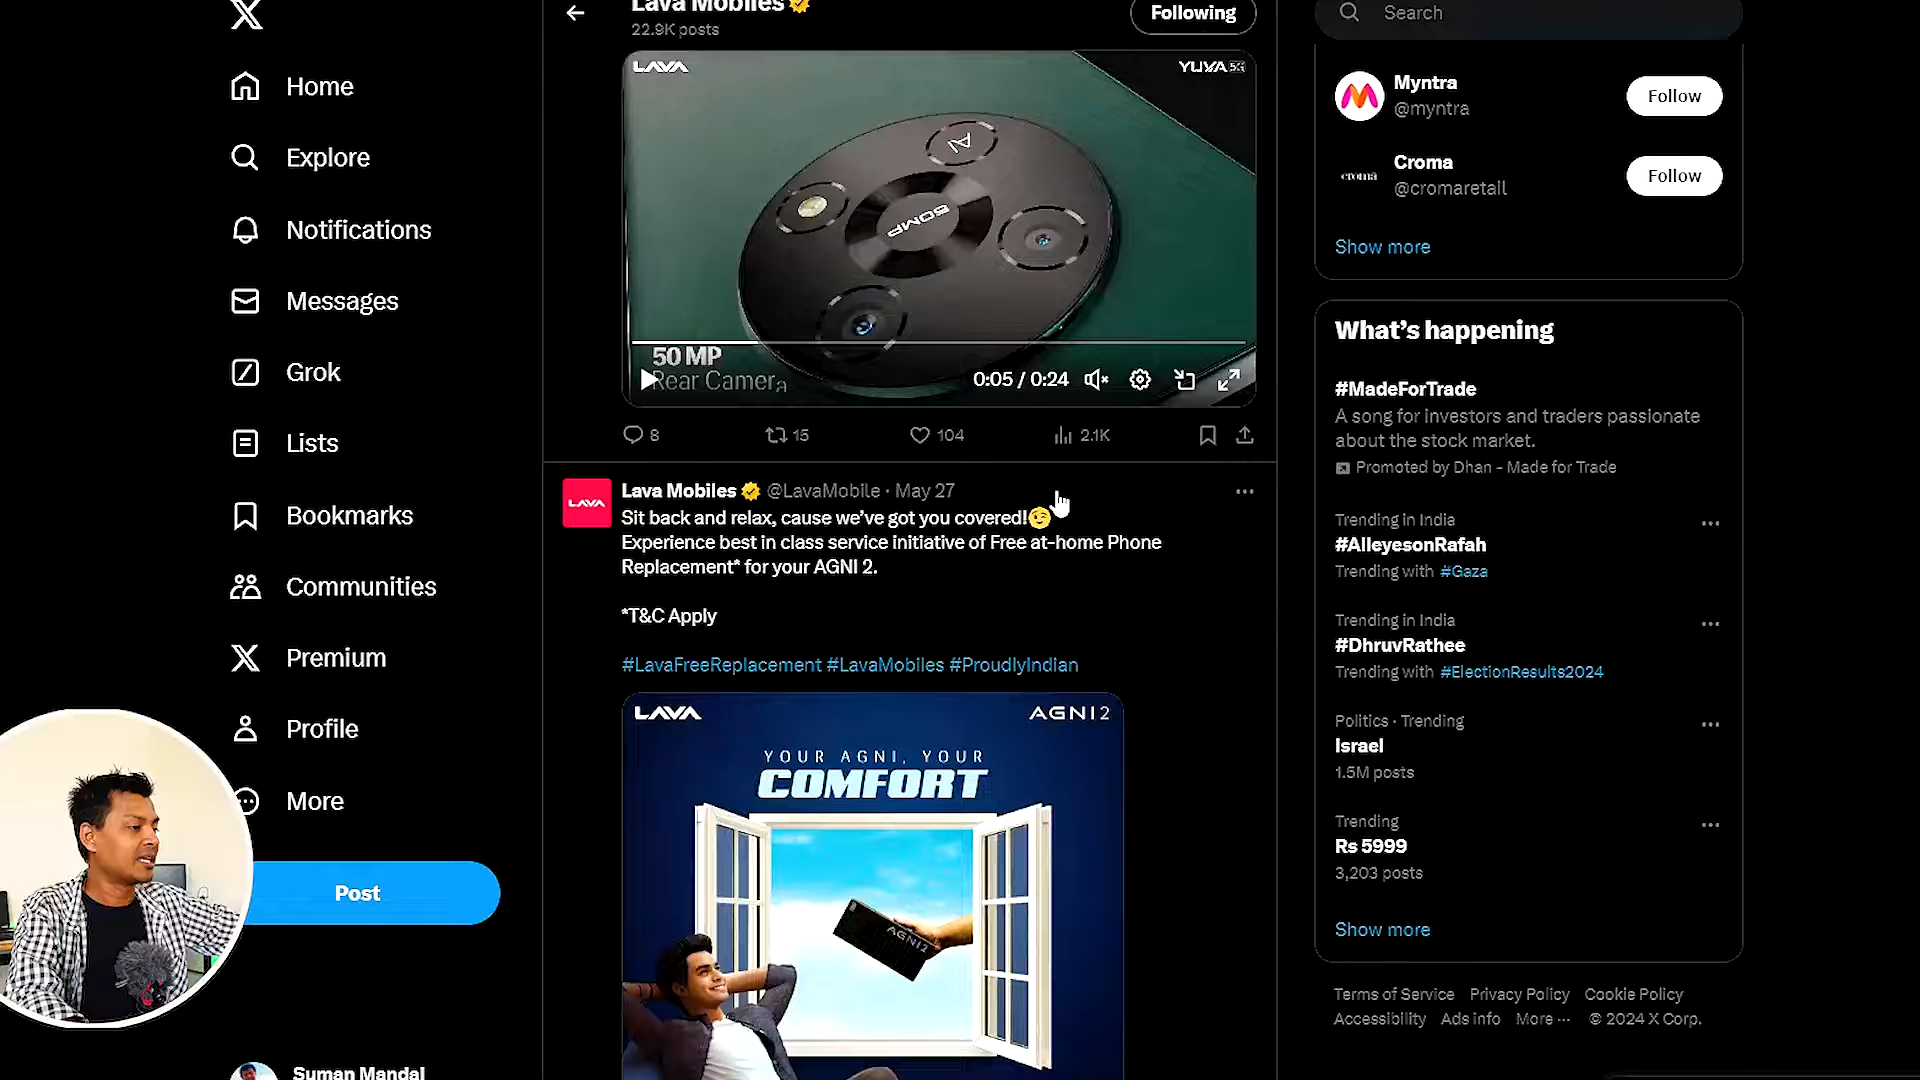 Home
Explore
Notifications
Messages
Grok
Lists
Bookmarks
Communities
Premium
Profile
More
Post
Suman Mandal
Lava Mobiles
22.9K posts
Following
LAVA
YUVA 5G
AI
50MP
50 MP
Rear Camera
0:05 / 0:24
8
15
104
2.1K
LAVA
Lava Mobiles @LavaMobile · May 27
Sit back and relax, cause we've got you covered!😉
Experience best in class service initiative of Free at-home Phone
Replacement* for your AGNI 2.
*T&C Apply
#LavaFreeReplacement #LavaMobiles #ProudlyIndian
LAVA
AGNI 2
YOUR AGNI, YOUR
COMFORT
AGNI 2
Search
Myntra
@myntra
Follow
croma
Croma
@cromaretail
Follow
Show more
What's happening
#MadeForTrade
A song for investors and traders passionate
about the stock market.
Promoted by Dhan - Made for Trade
Trending in India
#AlleyesonRafah
Trending with #Gaza
Trending in India
#DhruvRathee
Trending with #ElectionResults2024
Politics · Trending
Israel
1.5M posts
Trending
Rs 5999
3,203 posts
Show more
Terms of Service Privacy Policy Cookie Policy
Accessibility Ads info More ··· © 2024 X Corp.